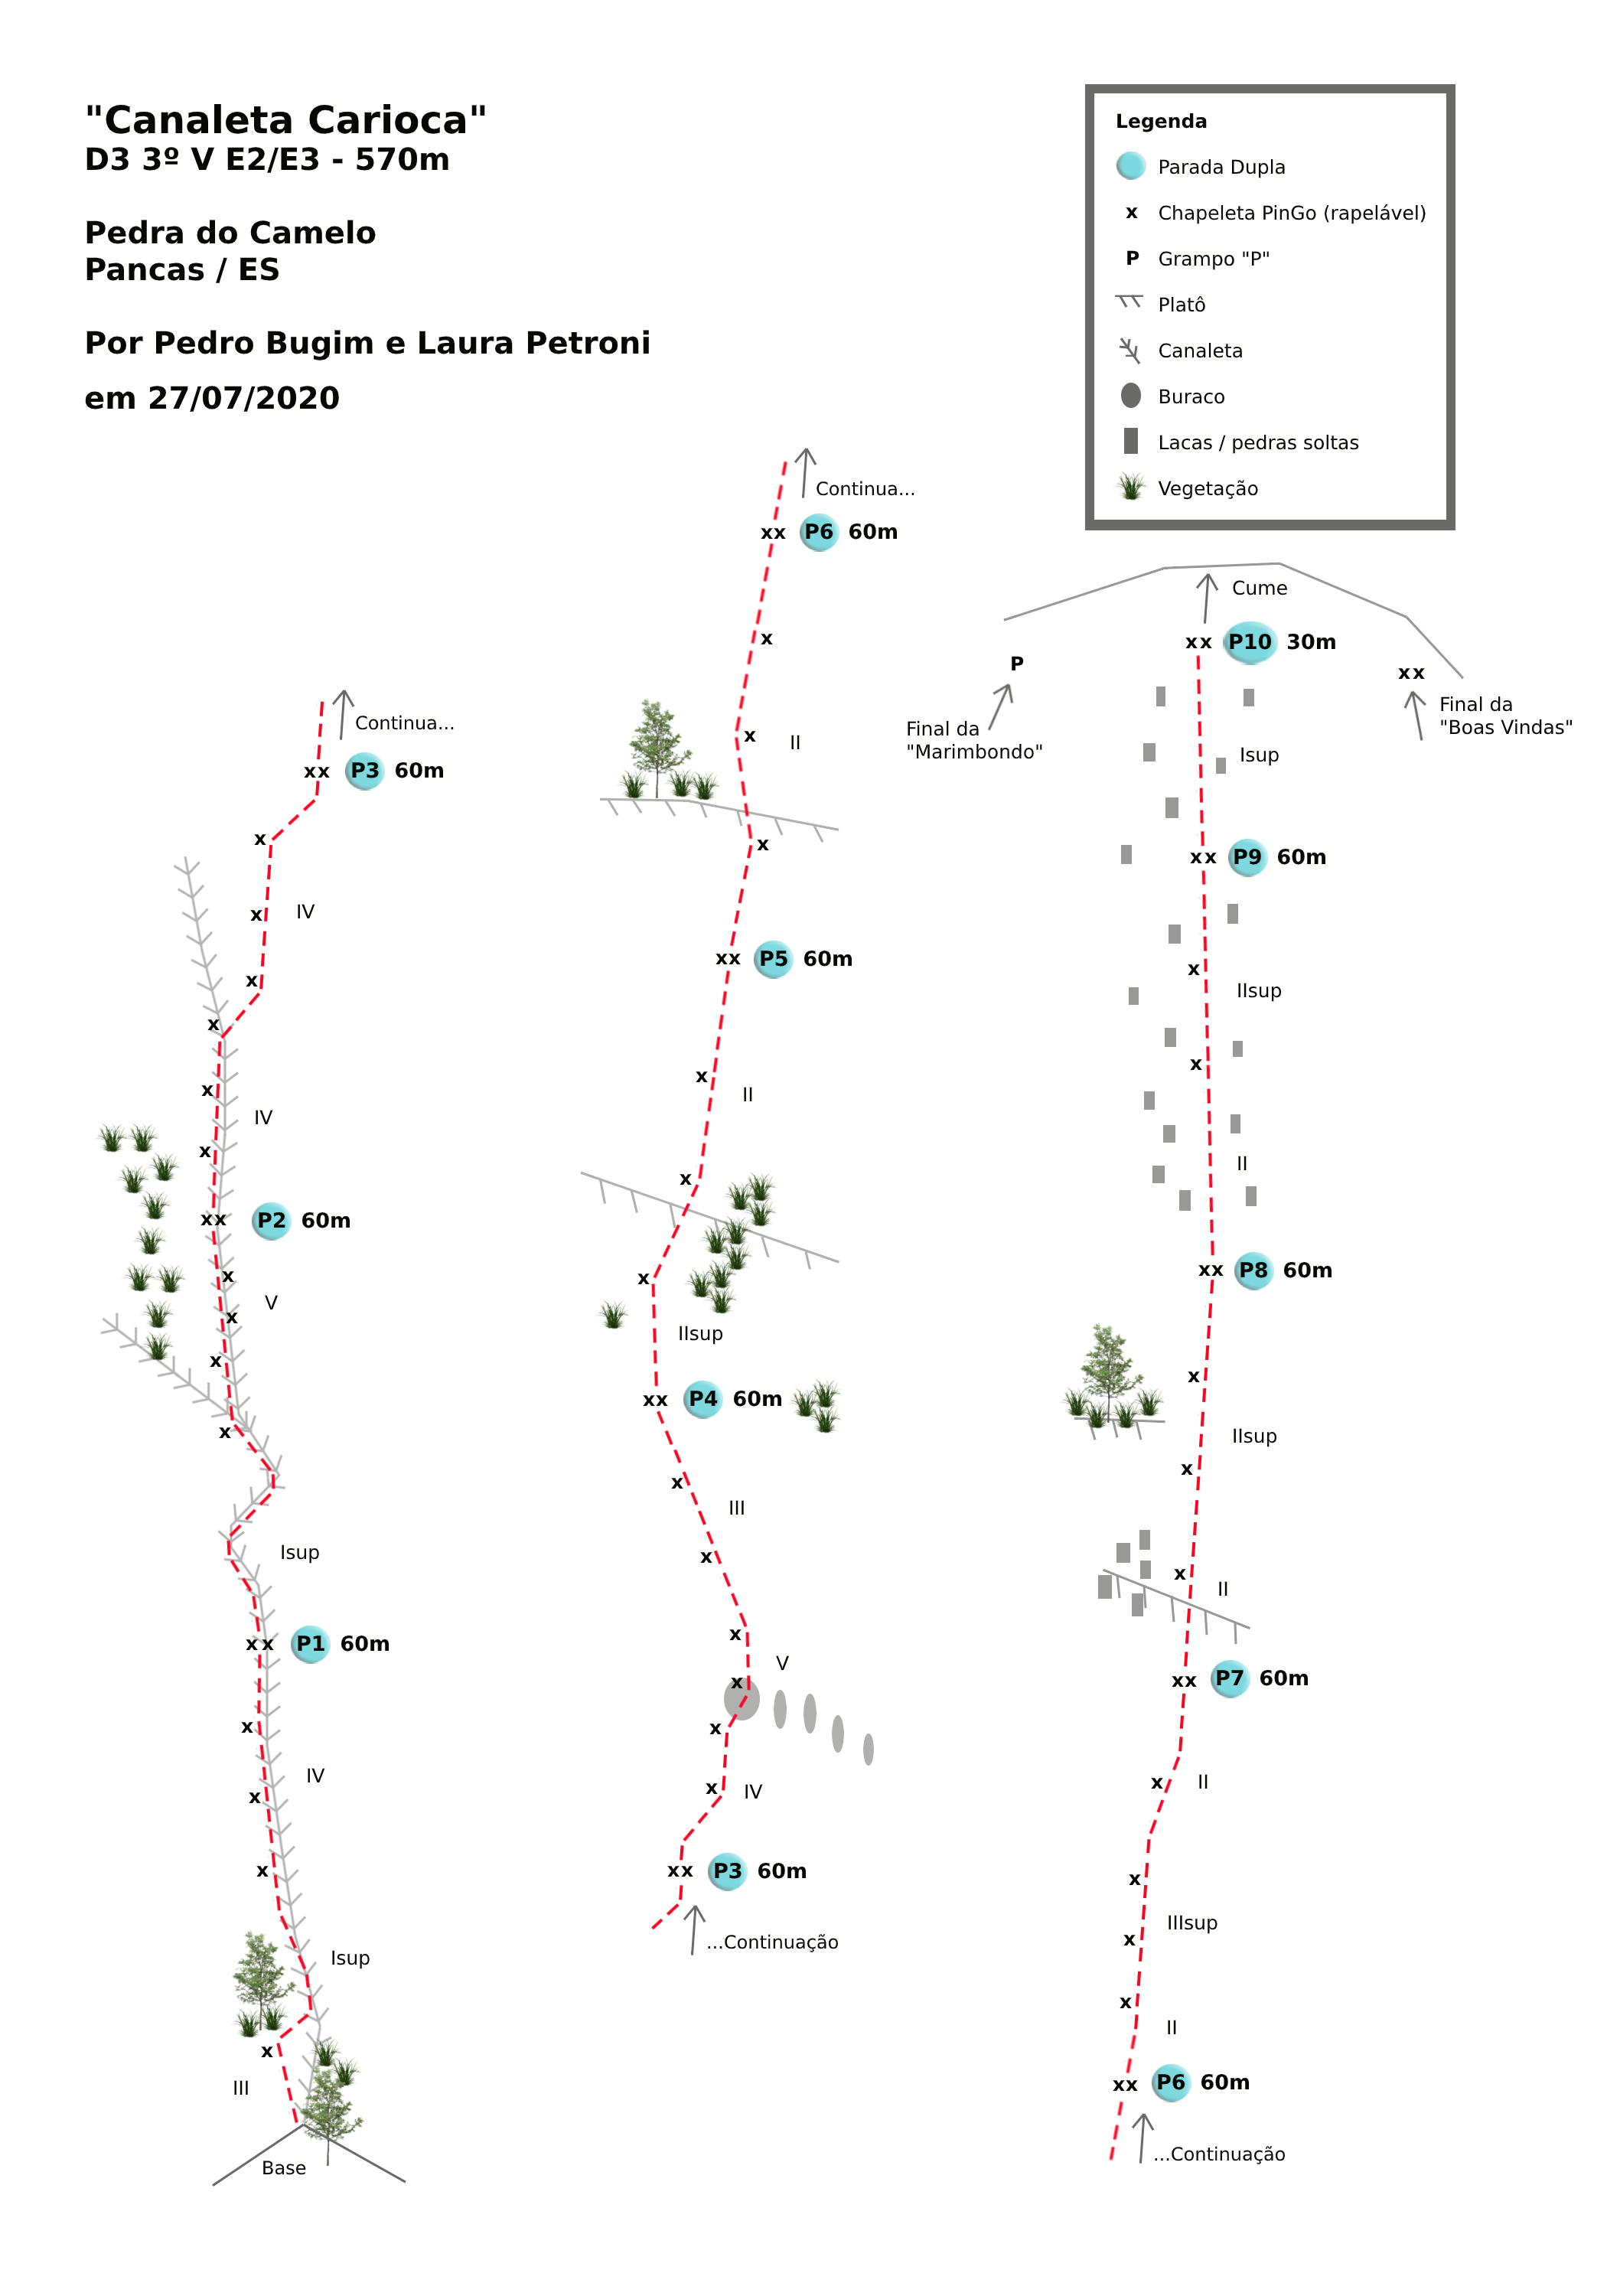 "Canaleta Carioca"
D3 3º V E2/E3 - 570m
Pedra do Camelo
Pancas / ES
Por Pedro Bugim e Laura Petroni
em 27/07/2020
Legenda
Parada Dupla
x Chapeleta PinGo (rapelável)
P Grampo "P"
Platô
Canaleta
Buraco
Lacas / pedras soltas
Vegetação
Continua...
xx P3 60m
x
x
IV
x
x
x
IV
x
xx P2 60m
x
V
x
x
x
Isup
xx P1 60m
x
IV
x
x
Isup
x
III
Base
Continua...
xx P6 60m
x
x
II
x
xx P5 60m
x
II
x
x
IIsup
xx P4 60m
x
III
x
x
V
x
x
x
IV
xx P3 60m
...Continuação
Cume
xx P10 30m
P
Final da
"Marimbondo"
xx
Final da
"Boas Vindas"
Isup
xx P9 60m
x
IIsup
x
II
xx P8 60m
x
IIsup
x
x
II
xx P7 60m
x
II
x
IIIsup
x
x
II
xx P6 60m
...Continuação